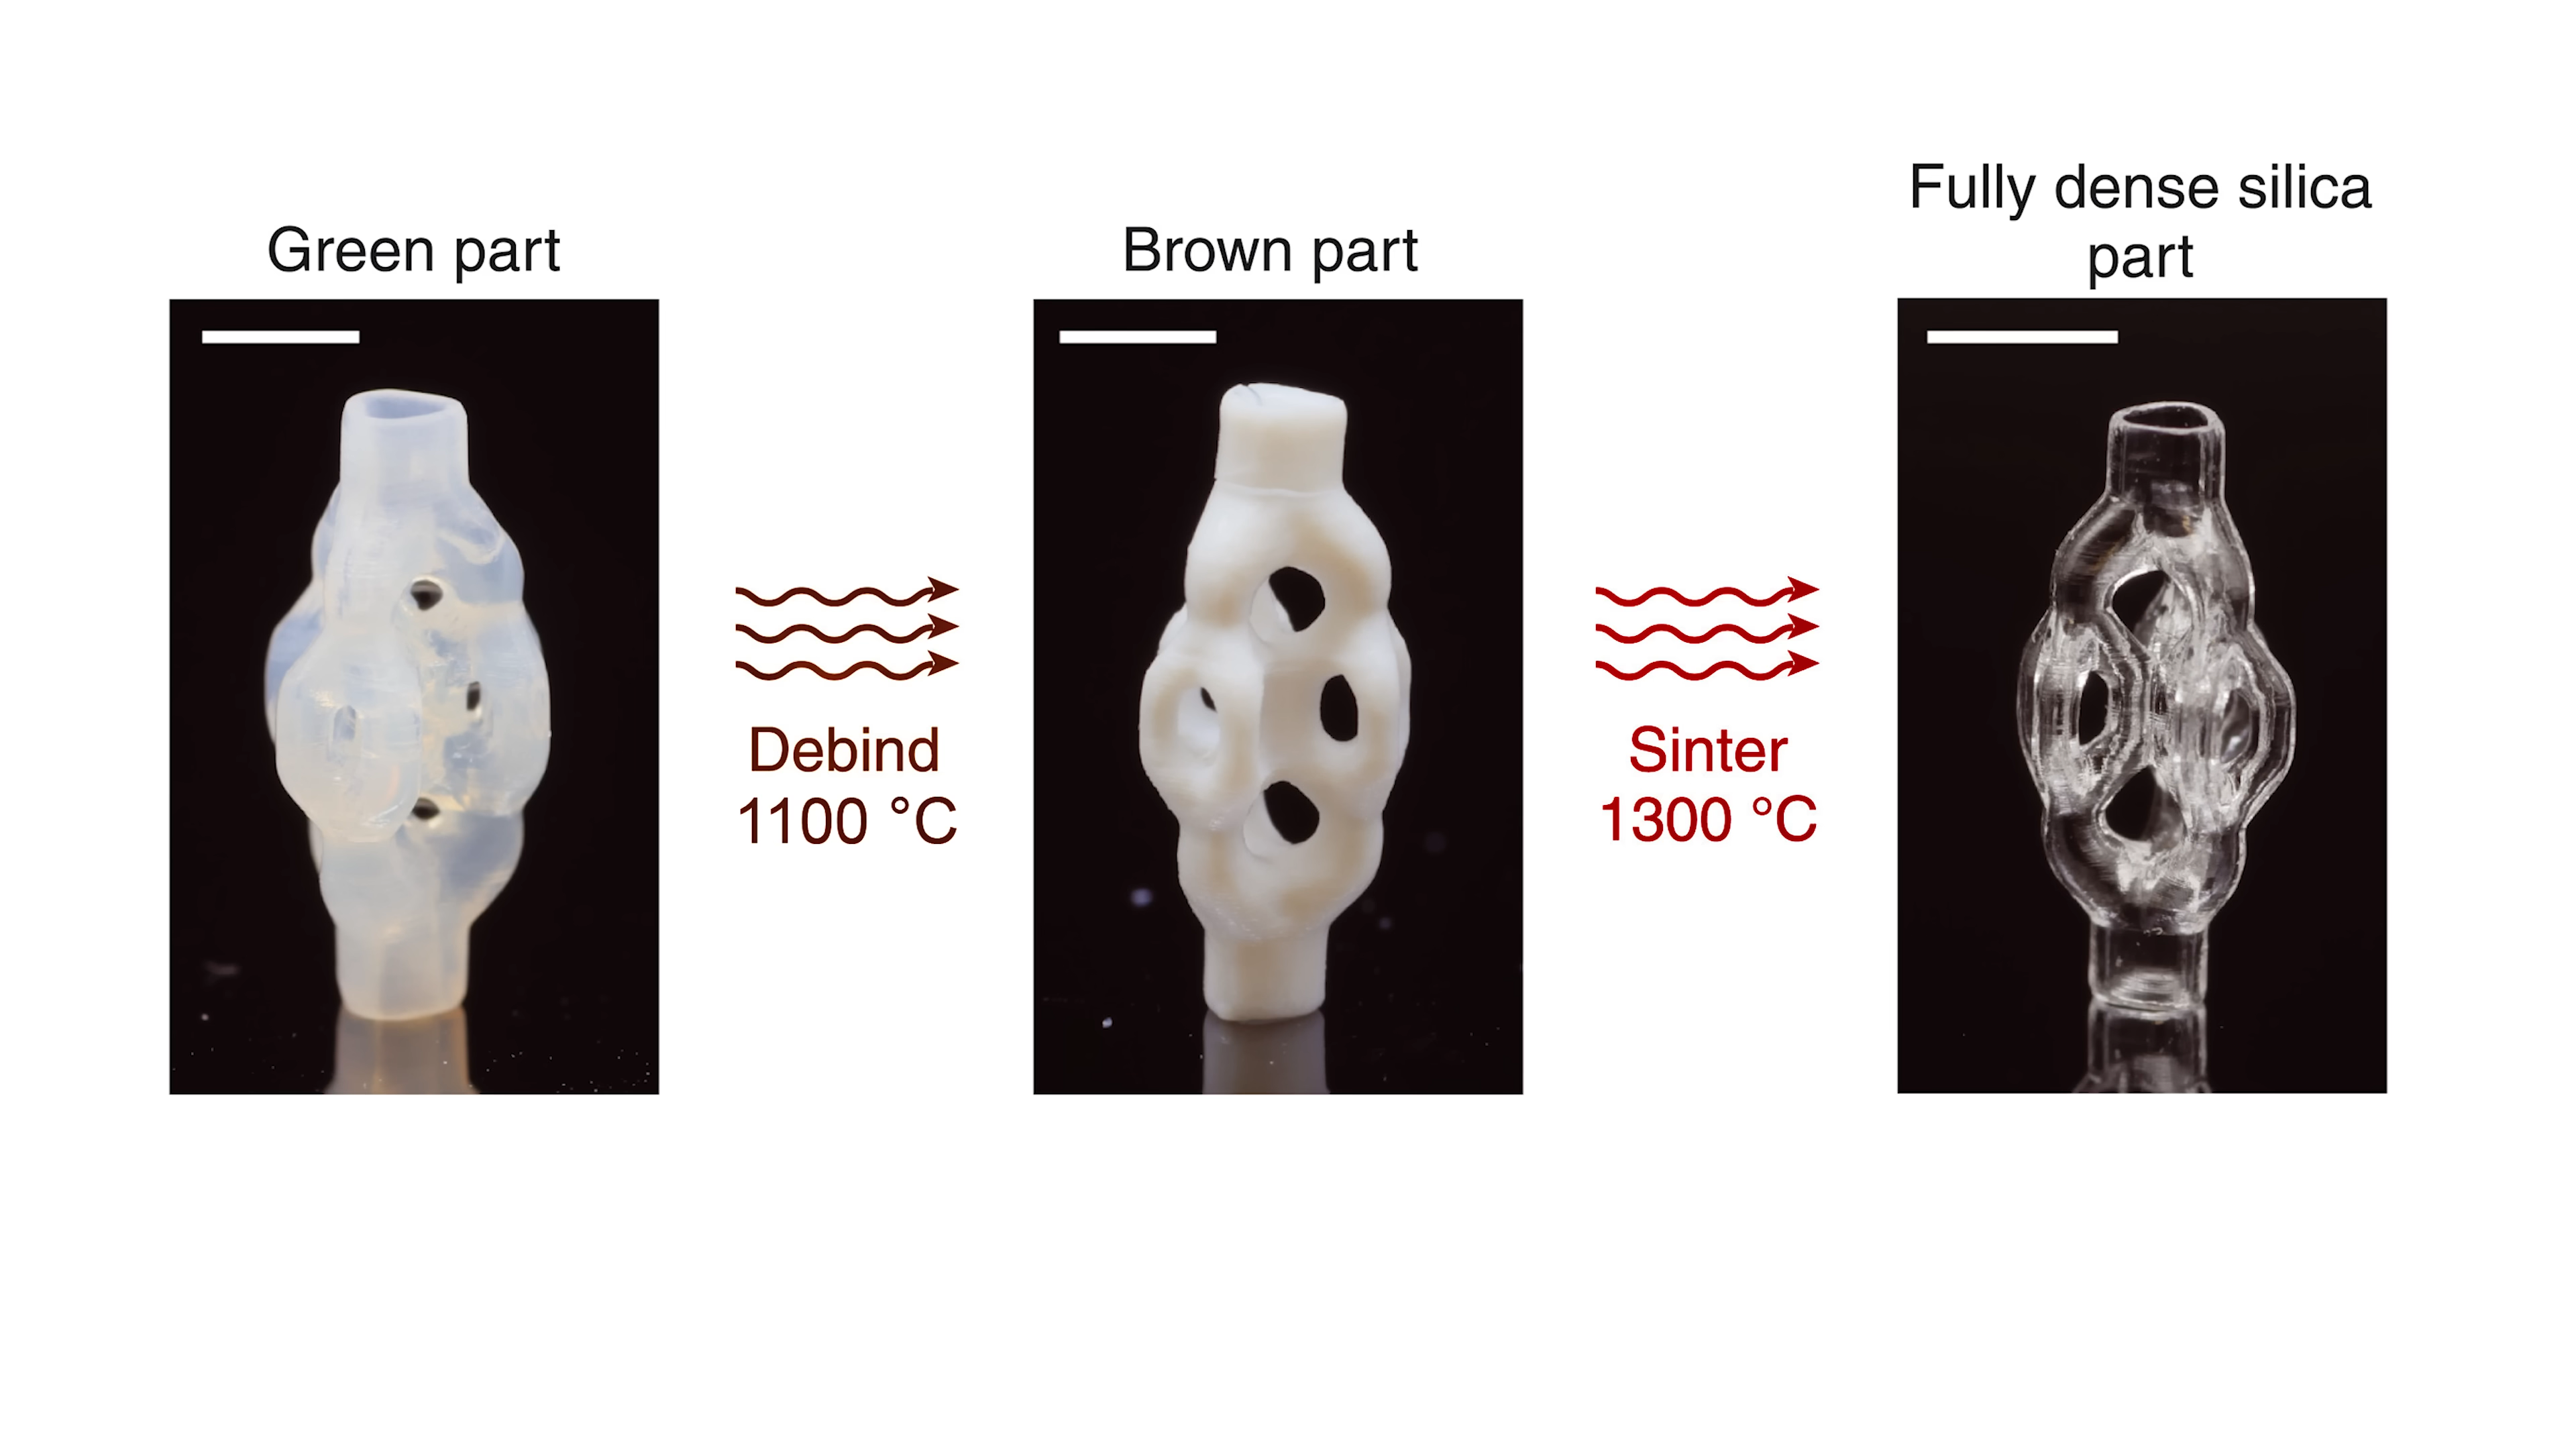 Green part
Brown part
Fully dense silica
part
Debind
1100 °C
Sinter
1300 °C